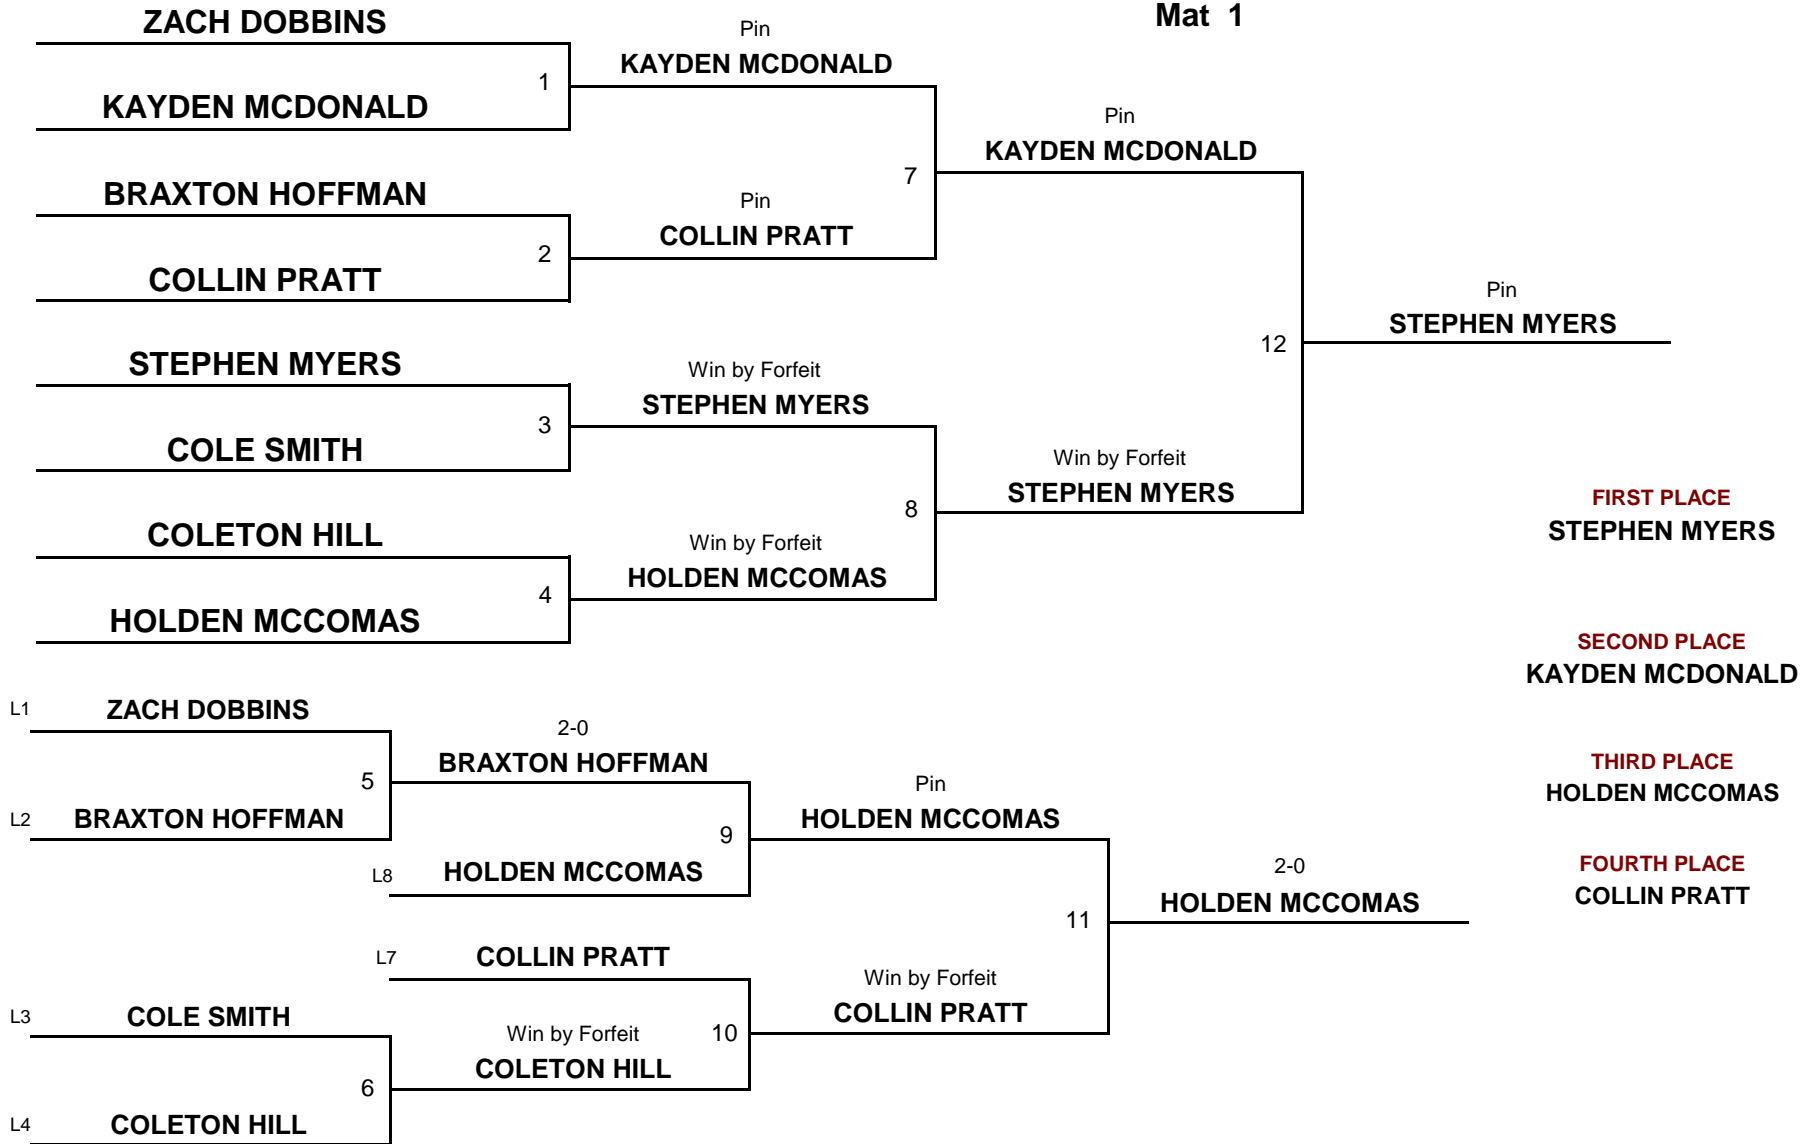 Mat 1
ZACH DOBBINS
1
KAYDEN MCDONALD
Pin
KAYDEN MCDONALD
BRAXTON HOFFMAN
2
COLLIN PRATT
Pin
COLLIN PRATT
7
Pin
KAYDEN MCDONALD
STEPHEN MYERS
3
COLE SMITH
Win by Forfeit
STEPHEN MYERS
COLETON HILL
4
HOLDEN MCCOMAS
Win by Forfeit
HOLDEN MCCOMAS
8
Win by Forfeit
STEPHEN MYERS
12
Pin
STEPHEN MYERS
FIRST PLACE
STEPHEN MYERS
SECOND PLACE
KAYDEN MCDONALD
THIRD PLACE
HOLDEN MCCOMAS
FOURTH PLACE
COLLIN PRATT
L1 ZACH DOBBINS
5
L2 BRAXTON HOFFMAN
2-0
BRAXTON HOFFMAN
9
L8 HOLDEN MCCOMAS
Pin
HOLDEN MCCOMAS
L7 COLLIN PRATT
L3 COLE SMITH
6
L4 COLETON HILL
Win by Forfeit
COLETON HILL
10
Win by Forfeit
COLLIN PRATT
11
2-0
HOLDEN MCCOMAS